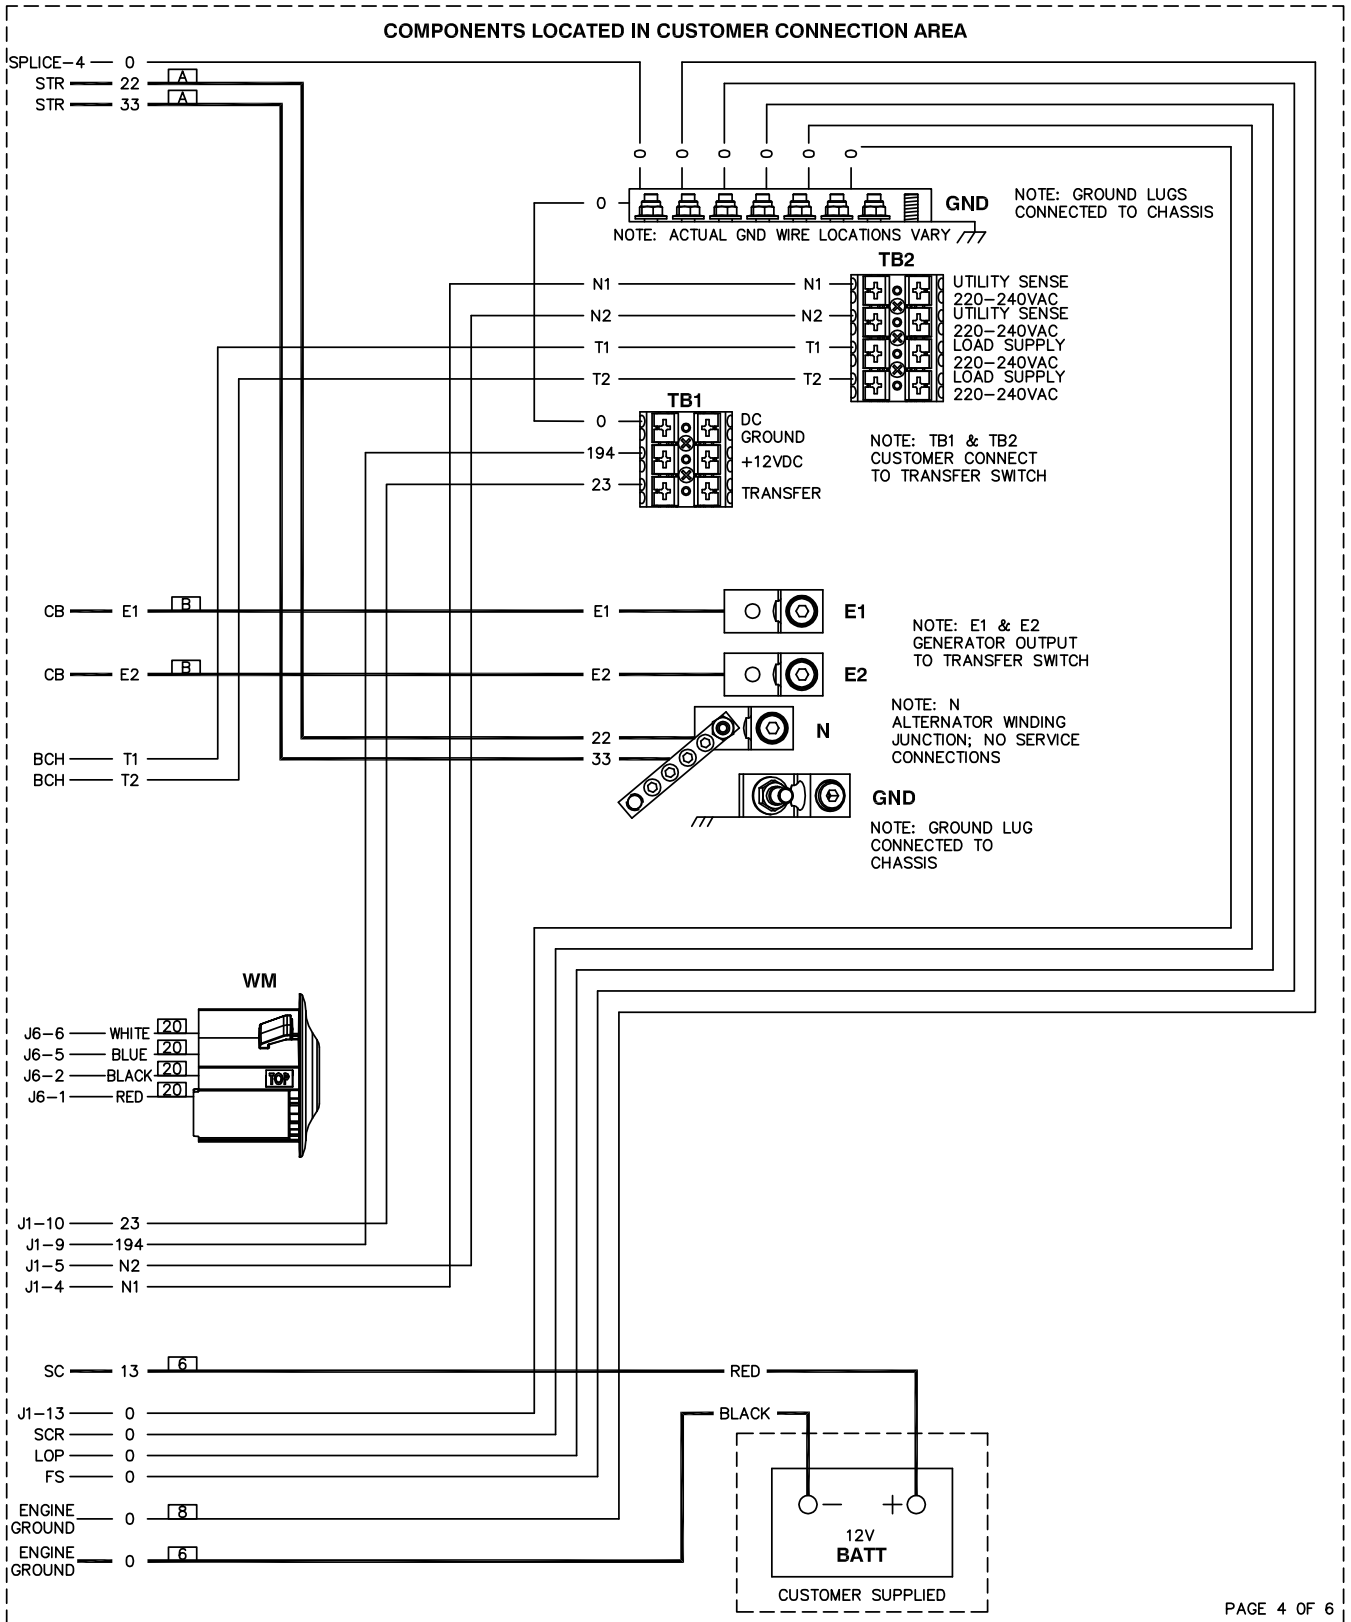 COMPONENTS LOCATED IN CUSTOMER CONNECTION AREA
SPLICE-4 0
STR 22 A
STR 33 A
0 0 0 0 0 0
0 GND
NOTE: GROUND LUGS
CONNECTED TO CHASSIS
NOTE: ACTUAL GND WIRE LOCATIONS VARY
TB2
N1 N1 UTILITY SENSE
220-240VAC
N2 N2 UTILITY SENSE
220-240VAC
T1 T1 LOAD SUPPLY
220-240VAC
T2 T2 LOAD SUPPLY
220-240VAC
TB1
0 DC
GROUND
194 +12VDC
23 TRANSFER
NOTE: TB1 & TB2
CUSTOMER CONNECT
TO TRANSFER SWITCH
CB E1 B E1 E1
CB E2 B E2 E2
NOTE: E1 & E2
GENERATOR OUTPUT
TO TRANSFER SWITCH
22 N
33
NOTE: N
ALTERNATOR WINDING
JUNCTION; NO SERVICE
CONNECTIONS
BCH T1
BCH T2
GND
NOTE: GROUND LUG
CONNECTED TO
CHASSIS
WM
J6-6 WHITE 20
J6-5 BLUE 20
J6-2 BLACK 20
J6-1 RED 20
TOP
J1-10 23
J1-9 194
J1-5 N2
J1-4 N1
SC 13 6 RED
J1-13 0 BLACK
SCR 0
LOP 0
FS 0
ENGINE
GROUND 0 8
ENGINE
GROUND 0 6
- +
12V
BATT
CUSTOMER SUPPLIED
PAGE 4 OF 6